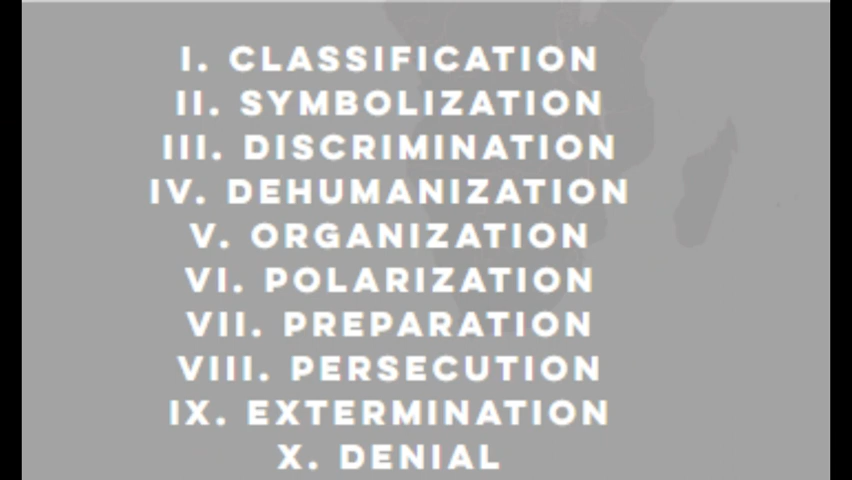 I. CLASSIFICATION
II. SYMBOLIZATION
III. DISCRIMINATION
IV. DEHUMANIZATION
V. ORGANIZATION
VI. POLARIZATION
VII. PREPARATION
VIII. PERSECUTION
IX. EXTERMINATION
X. DENIAL